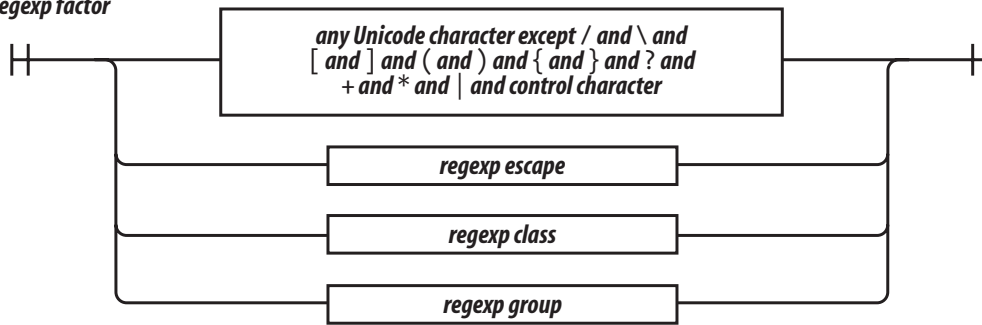 egexp factor
any Unicode character except / and \ and
[ and ] and ( and ) and { and } and ? and
+ and * and | and control character
regexp escape
regexp class
regexp group